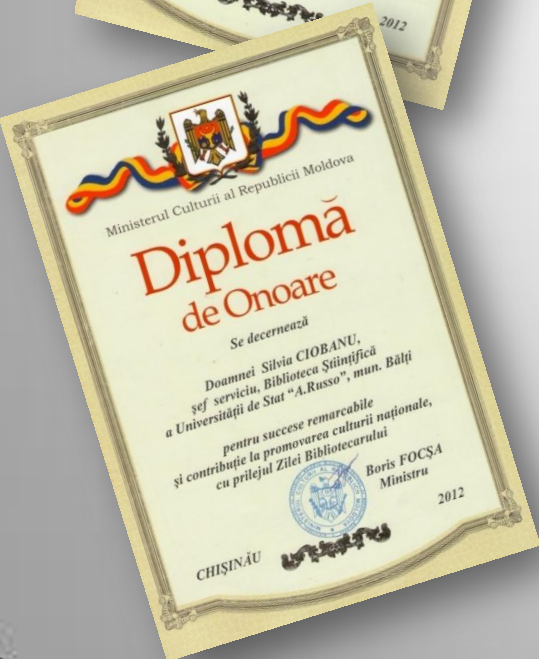 2012
Ministerul Culturii al Republicii Moldova
Diplomă
de Onoare
Se decernează
Doamnei Silvia CIOBANU,
şef serviciu, Biblioteca Ştiinţifică
a Universităţii de Stat “A.Russo”, mun. Bălţi
pentru succese remarcabile
şi contribuţie la promovarea culturii naţionale,
cu prilejul Zilei Bibliotecarului
Boris FOCŞA
Ministru
2012
CHIŞINĂU